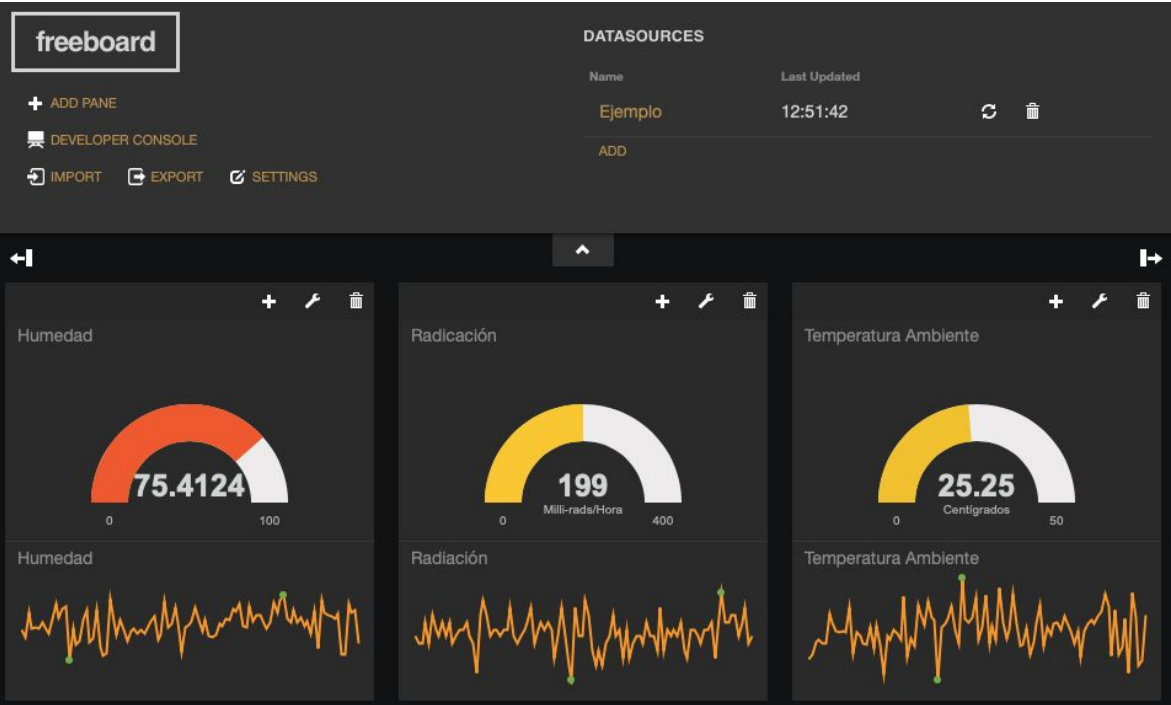 freeboard
ADD PANE
DEVELOPER CONSOLE
IMPORT EXPORT SETTINGS
DATASOURCES
Name Last Updated
Ejemplo 12:51:42
ADD
Humedad
75.4124
0 100
Humedad
Radicación
199
Milli-rads/Hora
0 400
Radiación
Temperatura Ambiente
25.25
Centígrados
0 50
Temperatura Ambiente